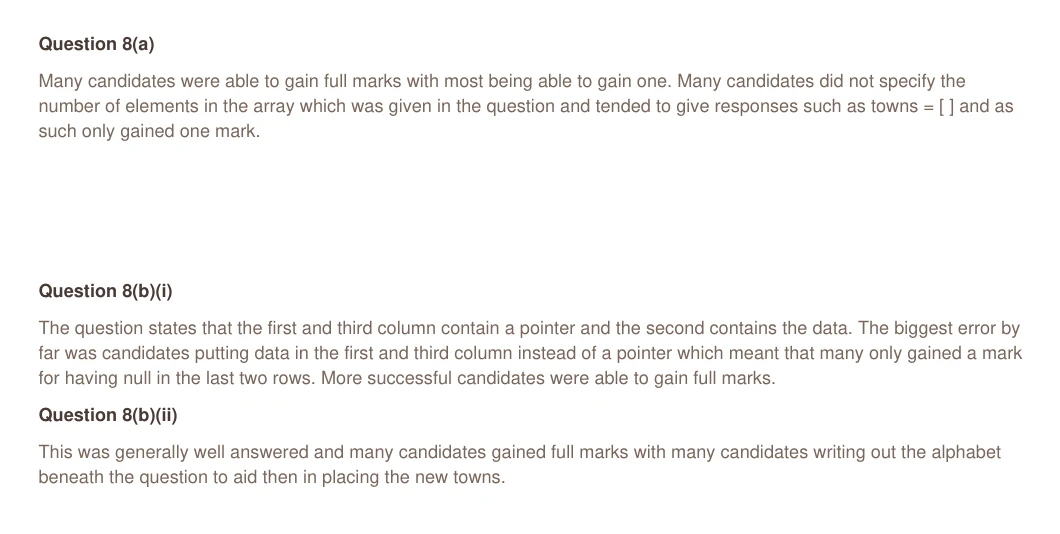 Question 8(a)
Many candidates were able to gain full marks with most being able to gain one. Many candidates did not specify the
number of elements in the array which was given in the question and tended to give responses such as towns = [ ] and as
such only gained one mark.
Question 8(b)(i)
The question states that the first and third column contain a pointer and the second contains the data. The biggest error by
far was candidates putting data in the first and third column instead of a pointer which meant that many only gained a mark
for having null in the last two rows. More successful candidates were able to gain full marks.
Question 8(b)(ii)
This was generally well answered and many candidates gained full marks with many candidates writing out the alphabet
beneath the question to aid then in placing the new towns.